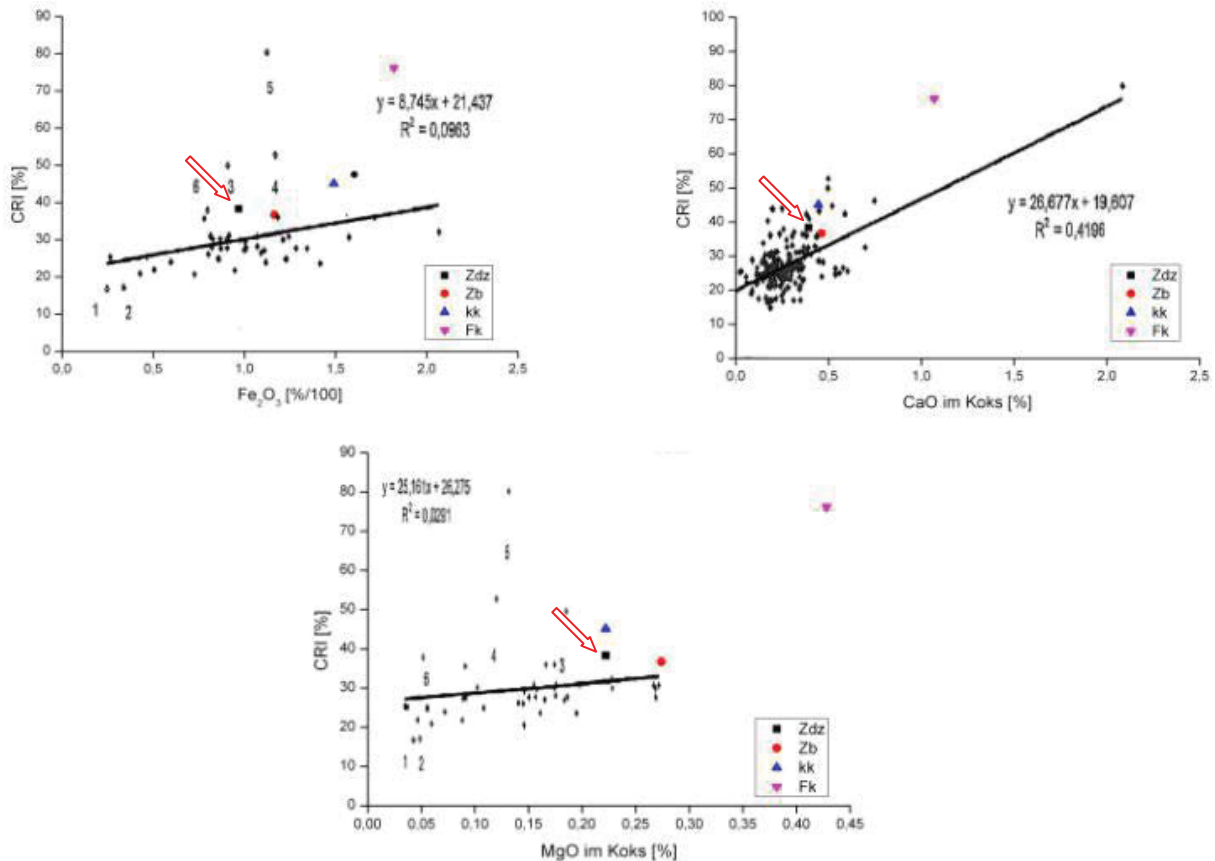 90
80
70
60
50
40
30
20
10
0
CRI [%]
0,0 0,5 1,0 1,5 2,0 2,5
Fe₂O₃ [%/100]
y = 8,745x + 21,437
R² = 0,0963
1
2
3
4
5
6
Zdz
Zb
kk
Fk
100
90
80
70
60
50
40
30
20
10
0
CRI [%]
0,0 0,5 1,0 1,5 2,0 2,5
CaO im Koks [%]
y = 26,677x + 19,607
R² = 0,4196
Zdz
Zb
kk
Fk
90
80
70
60
50
40
30
20
10
0
CRI [%]
0,00 0,05 0,10 0,15 0,20 0,25 0,30 0,35 0,40 0,45
MgO im Koks [%]
y = 25,161x + 26,275
R² = 0,0291
1
2
3
4
5
6
Zdz
Zb
kk
Fk